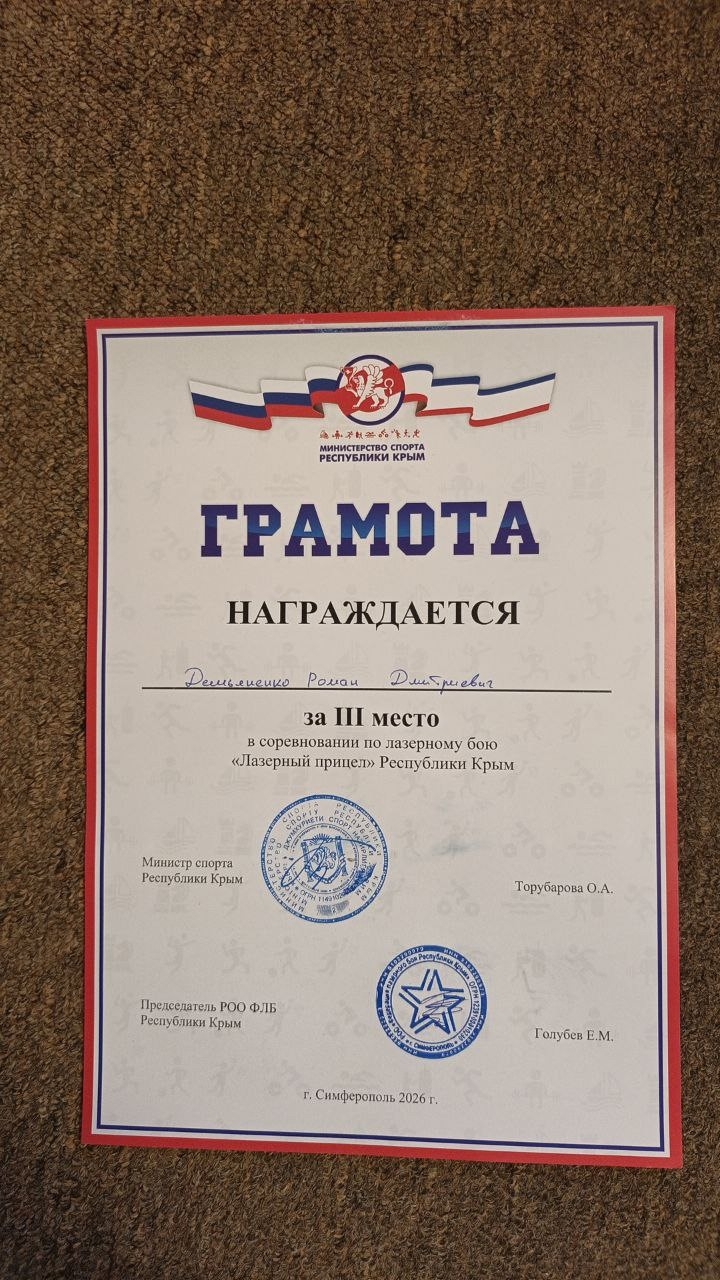 МИНИСТЕРСТВО СПОРТА
РЕСПУБЛИКИ КРЫМ
ГРАМОТА
НАГРАЖДАЕТСЯ
Демьяненко Роман Дмитриевич
за III место
в соревновании по лазерному бою
«Лазерный прицел» Республики Крым
Министр спорта
Республики Крым
Торубарова О.А.
Председатель РОО ФЛБ
Республики Крым
Голубев Е.М.
г. Симферополь 2026 г.